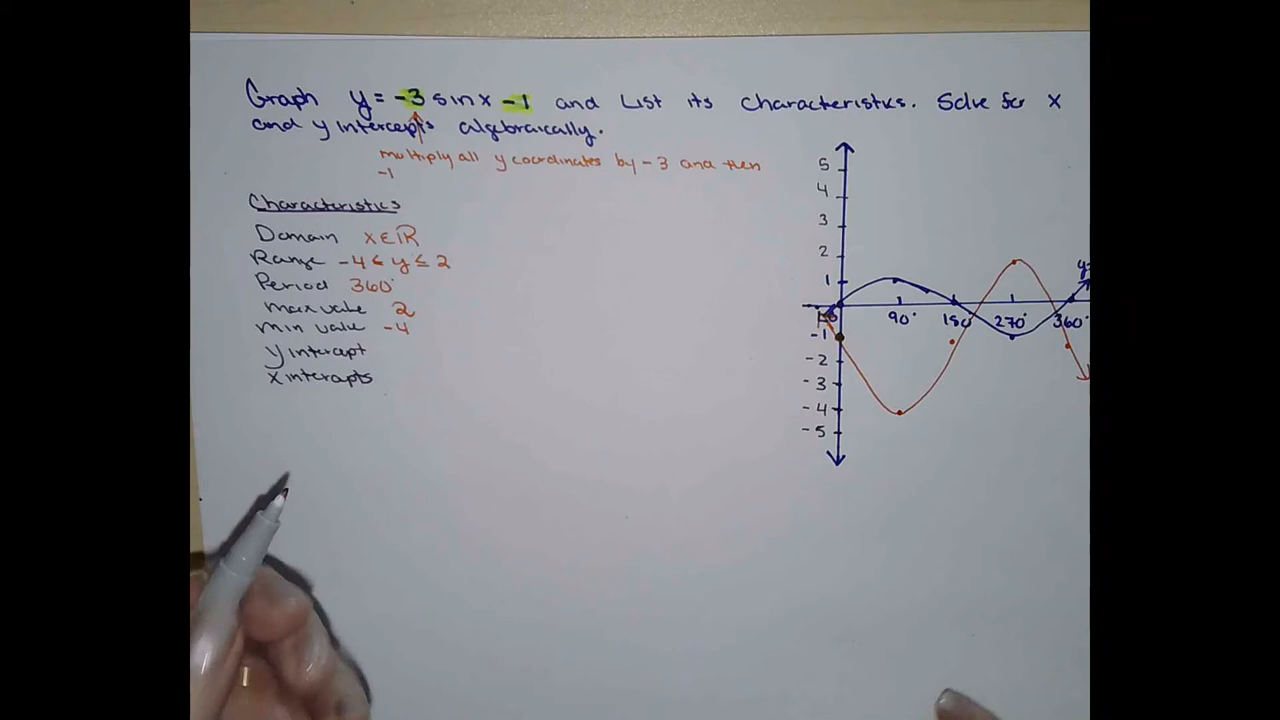 Graph y = -3 sin x -1 and List its characteristics. Solve for x
and y intercepts algebraically.
multiply all y coordinates by -3 and then
-1
Characteristics
Domain x∈ℝ
Range -4 ≤ y ≤ 2
Period 360°
max value 2
min value -4
y intercept
x intercepts
5
4
3
2
1
y=
90° 180° 270° 360°
-1
-2
-3
-4
-5